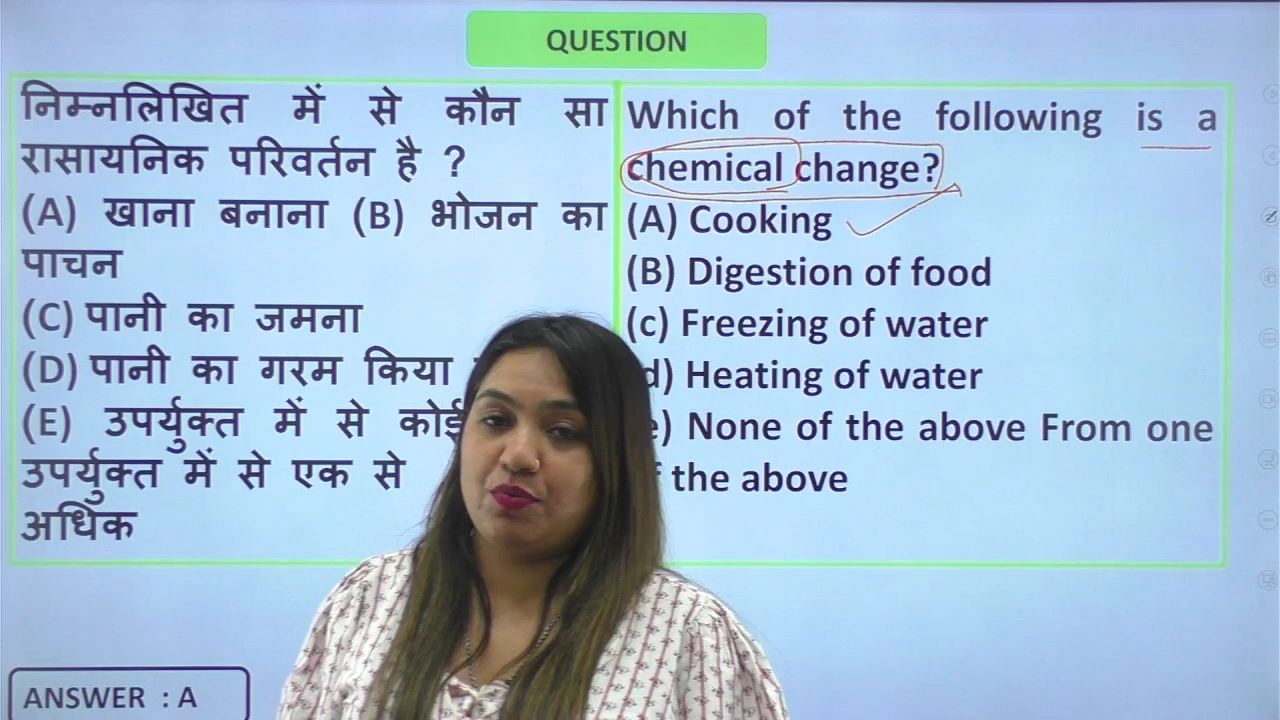 QUESTION
निम्नलिखित में से कौन सा
रासायनिक परिवर्तन है ?
(A) खाना बनाना (B) भोजन का
पाचन
(C) पानी का जमना
(D) पानी का गरम किया
(E) उपर्युक्त में से कोई
उपर्युक्त में से एक से
अधिक
Which of the following is a
chemical change?
(A) Cooking
(B) Digestion of food
(c) Freezing of water
d) Heating of water
e) None of the above From one
the above
ANSWER : A